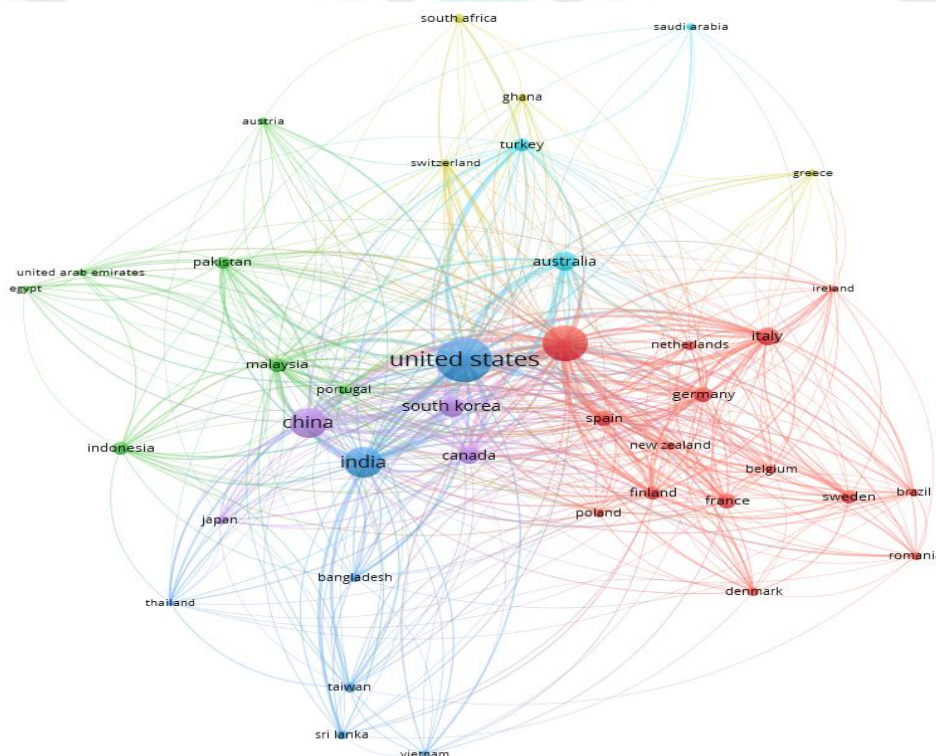 south africa
saudi arabia
ghana
austria
turkey
switzerland
greece
pakistan
australia
united arab emirates
egypt
ireland
italy
netherlands
united states
malaysia
portugal
germany
south korea
spain
china
new zealand
indonesia
canada
india
belgium
finland
france
sweden
brazil
poland
japan
romania
bangladesh
denmark
thailand
taiwan
sri lanka
vietnam